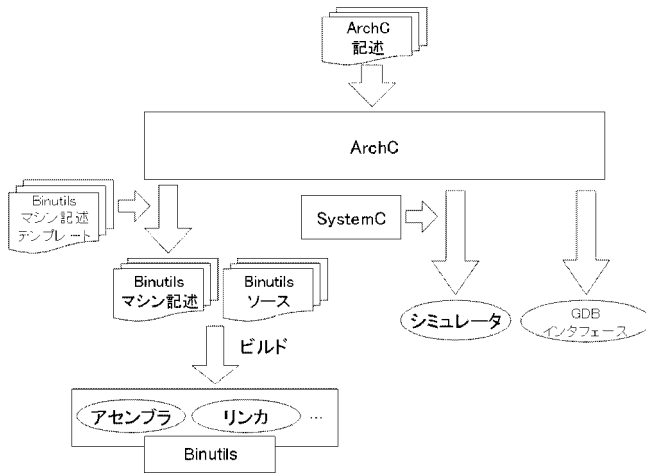 ArchC
記述
ArchC
Binutils
マシン記述
テンプレート
SystemC
Binutils
マシン記述
Binutils
ソース
シミュレータ
GDB
インタフェース
ビルド
アセンブラ
リンカ
…
Binutils